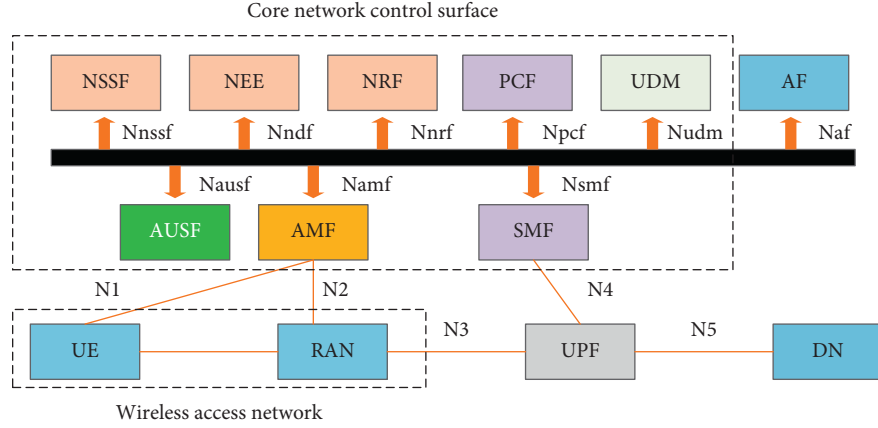 Core network control surface
NSSF NEE NRF PCF UDM AF
Nnssf Nndf Nnrf Npcf Nudm Naf
Nausf Namf Nsmf
AUSF AMF SMF
N1 N2 N4
UE RAN N3 UPF N5 DN
Wireless access network